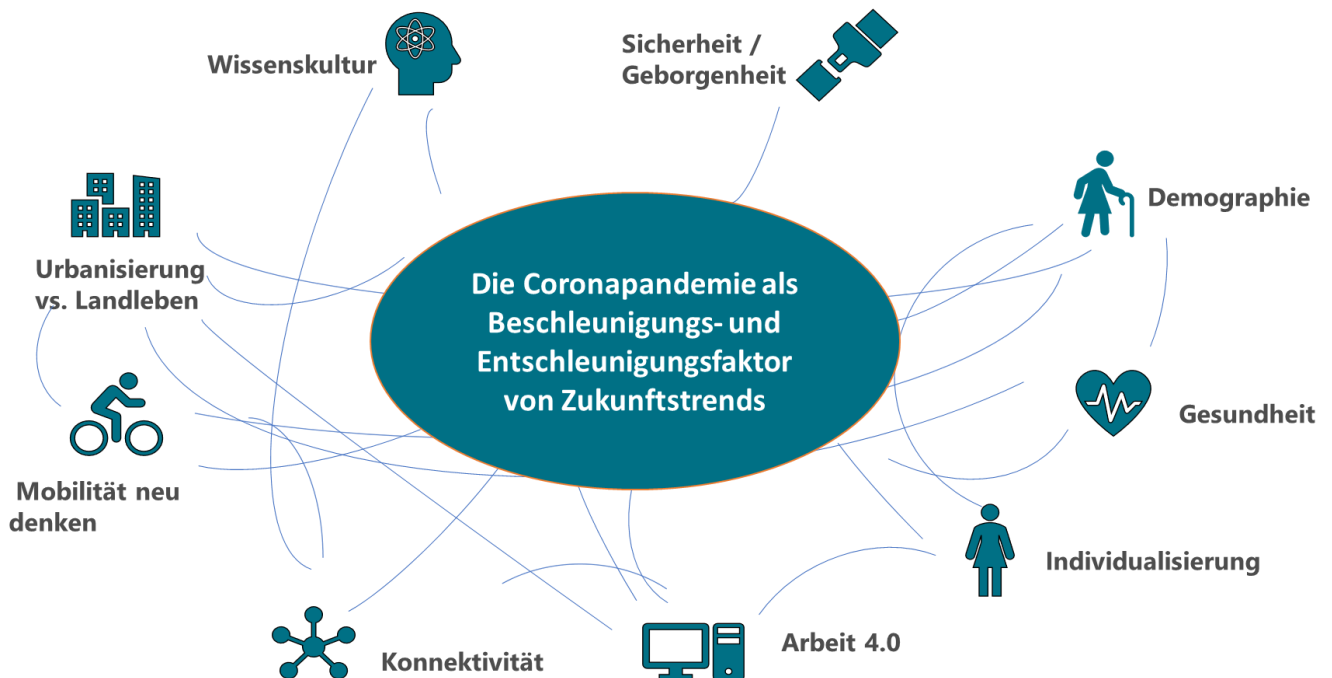 Wissenskultur
Sicherheit /
Geborgenheit
Demographie
Urbanisierung
vs. Landleben
Die Coronapandemie als
Beschleunigungs- und
Entschleunigungsfaktor
von Zukunftstrends
Gesundheit
Mobilität neu
denken
Individualisierung
Arbeit 4.0
Konnektivität